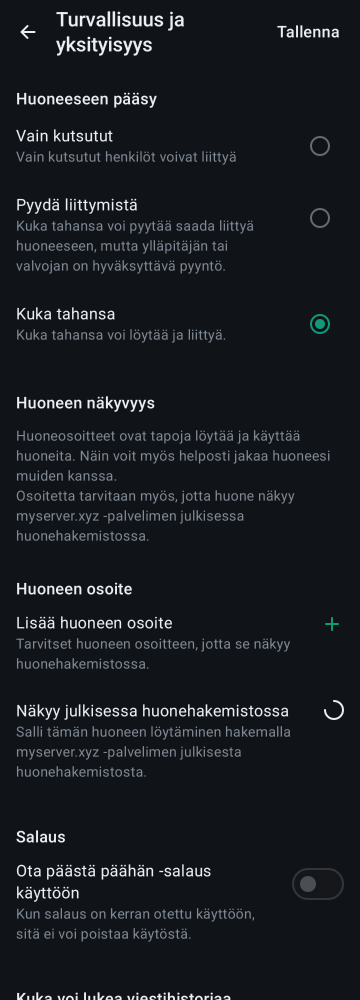 Turvallisuus ja
yksityisyys
Tallenna
Huoneeseen pääsy
Vain kutsutut
Vain kutsutut henkilöt voivat liittyä
Pyydä liittymistä
Kuka tahansa voi pyytää saada liittyä
huoneeseen, mutta ylläpitäjän tai
valvojan on hyväksyttävä pyyntö.
Kuka tahansa
Kuka tahansa voi löytää ja liittyä.
Huoneen näkyvyys
Huoneosoitteet ovat tapoja löytää ja käyttää
huoneita. Näin voit myös helposti jakaa huoneesi
muiden kanssa.
Osoitetta tarvitaan myös, jotta huone näkyy
myserver.xyz -palvelimen julkisessa
huonehakemistossa.
Huoneen osoite
Lisää huoneen osoite
Tarvitset huoneen osoitteen, jotta se näkyy
huonehakemistossa.
Näkyy julkisessa huonehakemistossa
Salli tämän huoneen löytäminen hakemalla
myserver.xyz -palvelimen julkisesta
huonehakemistosta.
Salaus
Ota päästä päähän -salaus
käyttöön
Kun salaus on kerran otettu käyttöön,
sitä ei voi poistaa käytöstä.
Kuka voi lukea viestihistoriaa